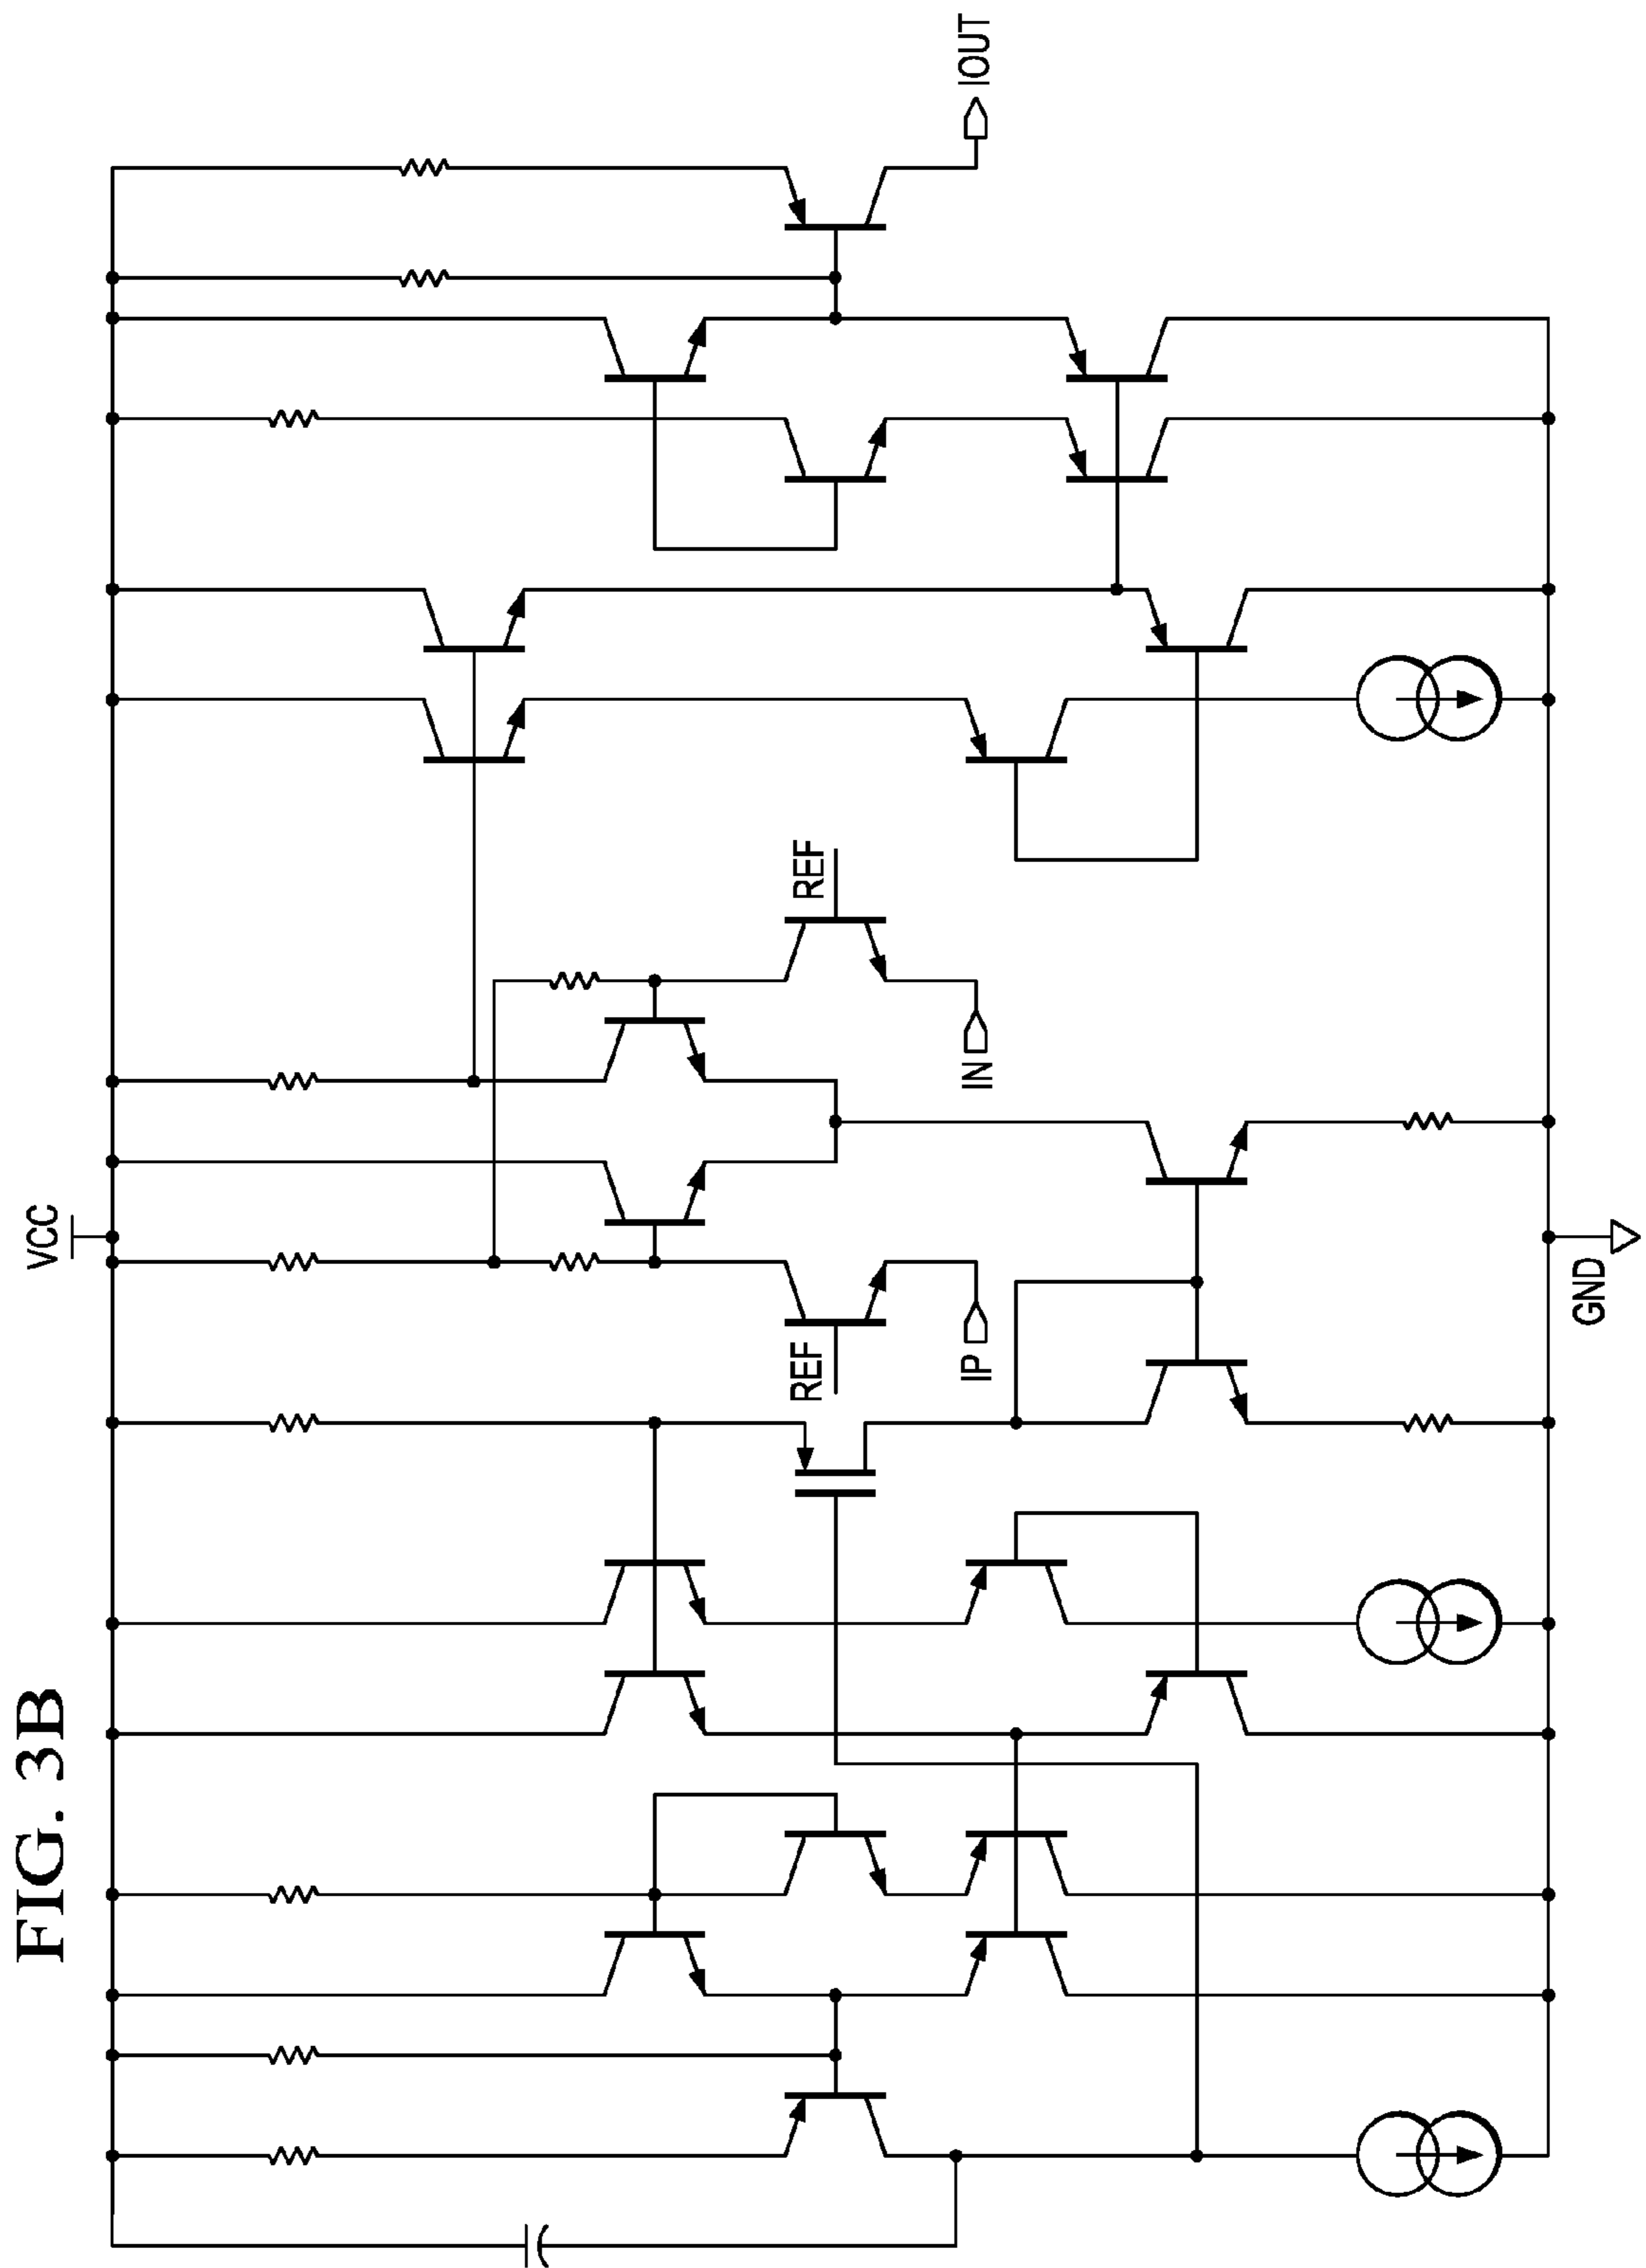 FIG. 3B
VCC
IOUT
REF
REF
IN
IP
GND